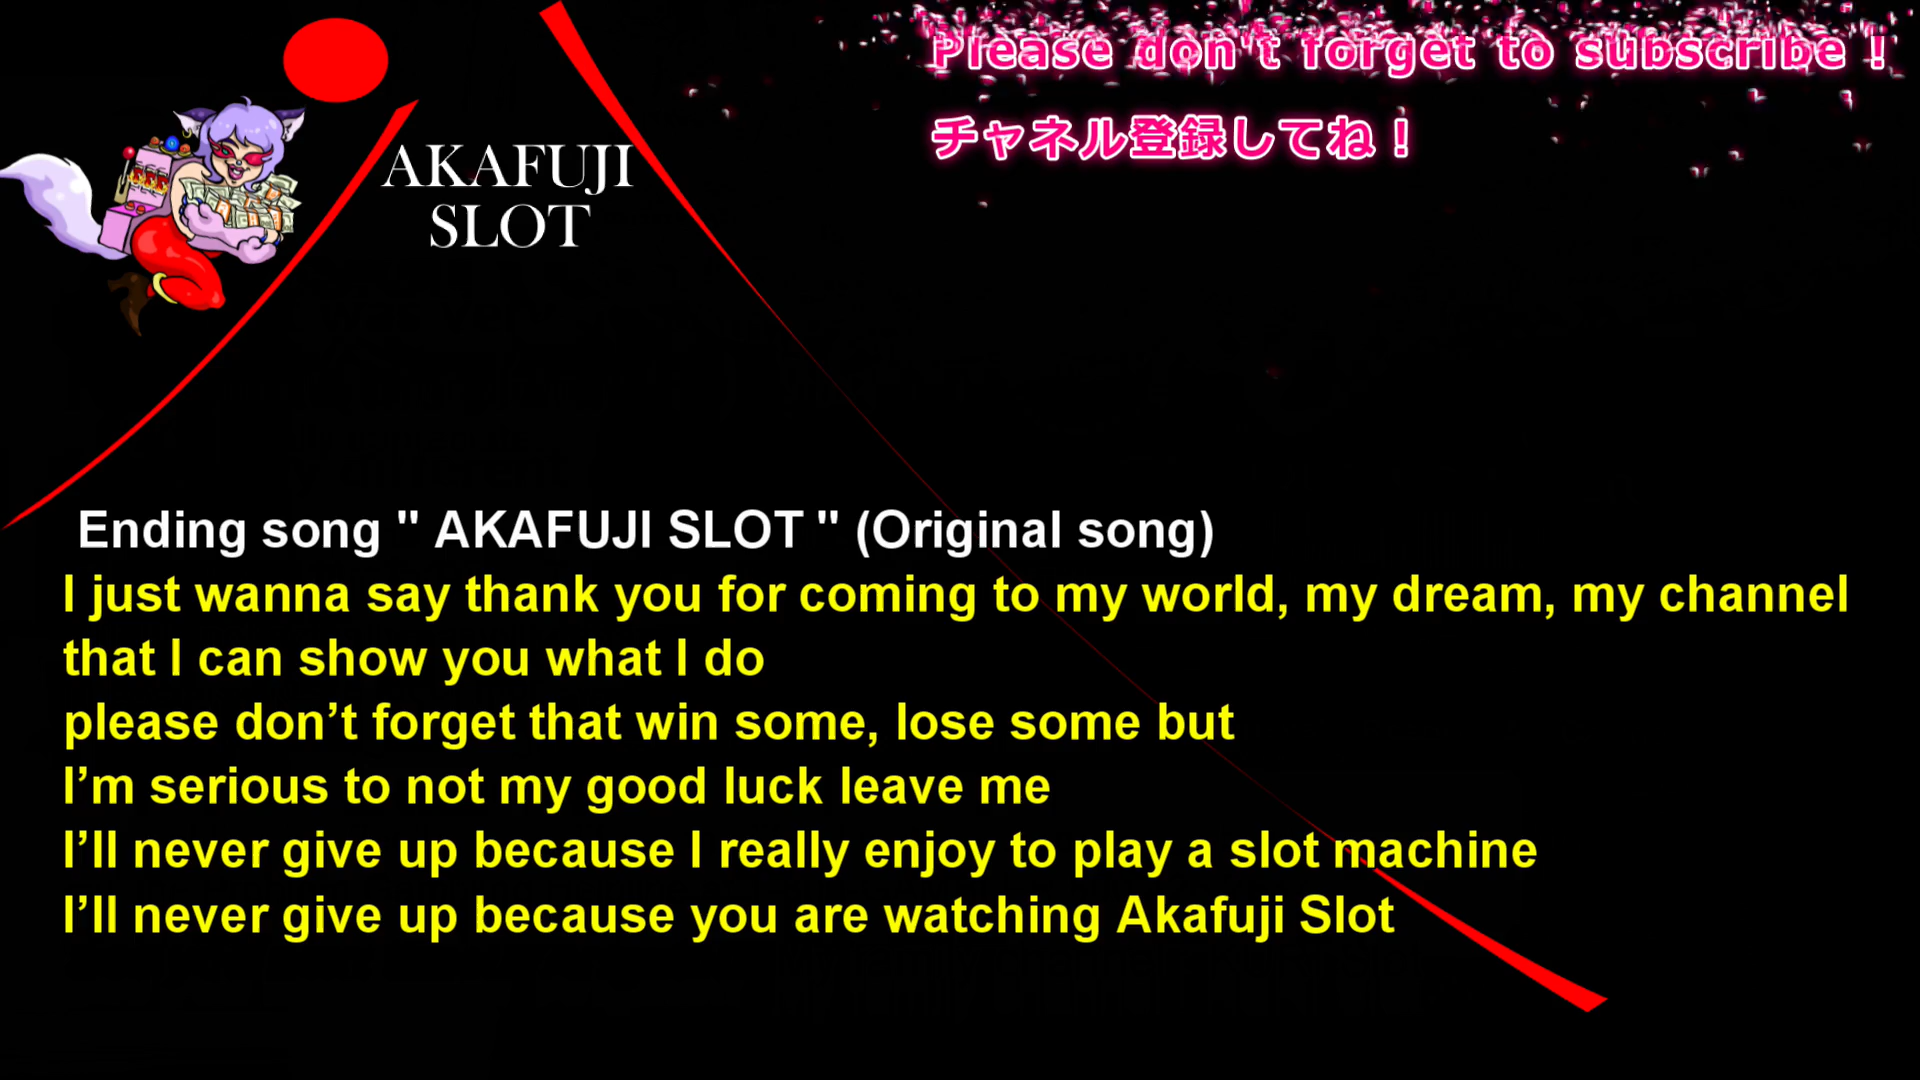 Please don't forget to subscribe !
チャネル登録してね！
AKAFUJI
SLOT
Ending song " AKAFUJI SLOT " (Original song)
I just wanna say thank you for coming to my world, my dream, my channel
that I can show you what I do
please don’t forget that win some, lose some but
I’m serious to not my good luck leave me
I’ll never give up because I really enjoy to play a slot machine
I’ll never give up because you are watching Akafuji Slot